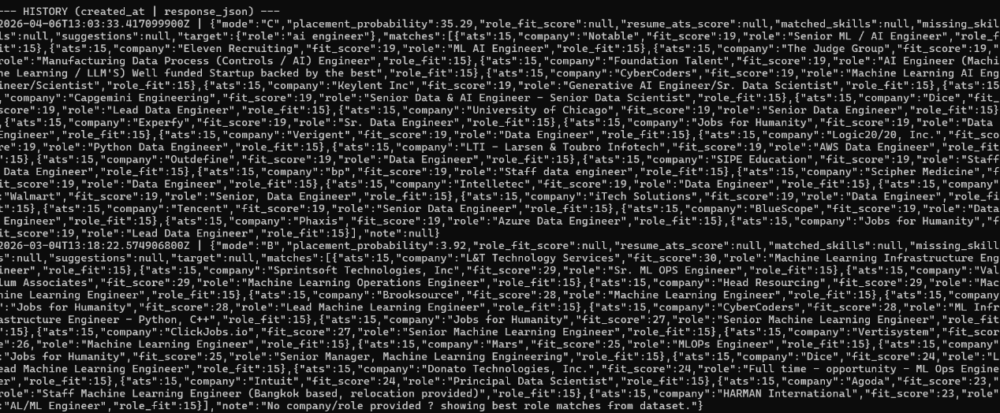 --- HISTORY (created_at | response_json) ---
2026-04-06T13:03:33.417099900Z | {"mode":"C","placement_probability":35.29,"role_fit_score":null,"resume_ats_score":null,"matched_skills":null,"missing_skil
ls":null,"suggestions":null,"target":{"role":"ai engineer"},"matches":[{"ats":15,"company":"Notable","fit_score":19,"role":"Senior ML / AI Engineer","role_f
it":15},{"ats":15,"company":"Eleven Recruiting","fit_score":19,"role":"ML AI Engineer","role_fit":15},{"ats":15,"company":"The Judge Group","fit_score":19,"
role":"Manufacturing Data Process (Controls / AI) Engineer","role_fit":15},{"ats":15,"company":"Foundation Talent","fit_score":19,"role":"AI Engineer (Machi
ne Learning / LLM'S) Well funded Startup backed by the best","role_fit":15},{"ats":15,"company":"CyberCoders","fit_score":19,"role":"Machine Learning AI Eng
ineer/Scientist","role_fit":15},{"ats":15,"company":"Keylent Inc","fit_score":19,"role":"Generative AI Engineer/Sr. Data Scientist","role_fit":15},{"ats":15
,"company":"Capgemini Engineering","fit_score":19,"role":"Senior Data & AI Engineer - Senior Data Scientist","role_fit":15},{"ats":15,"company":"Dice","fit_
score":19,"role":"Lead Data Engineer","role_fit":15},{"ats":15,"company":"University of Chicago","fit_score":19,"role":"Senior Data Engineer","role_fit":15}
,{"ats":15,"company":"Experfy","fit_score":19,"role":"Sr. Data Engineer","role_fit":15},{"ats":15,"company":"Jobs for Humanity","fit_score":19,"role":"Data
Engineer","role_fit":15},{"ats":15,"company":"Verigent","fit_score":19,"role":"Data Engineer","role_fit":15},{"ats":15,"company":"Logic20/20, Inc.","fit_sco
re":19,"role":"Python Data Engineer","role_fit":15},{"ats":15,"company":"LTI - Larsen & Toubro Infotech","fit_score":19,"role":"AWS Data Engineer","role_fit
":15},{"ats":15,"company":"Outdefine","fit_score":19,"role":"Data Engineer","role_fit":15},{"ats":15,"company":"SIPE Education","fit_score":19,"role":"Staff
 Data Engineer","role_fit":15},{"ats":15,"company":"bp","fit_score":19,"role":"Staff data engineer","role_fit":15},{"ats":15,"company":"Scipher Medicine","f
it_score":19,"role":"Data Engineer","role_fit":15},{"ats":15,"company":"Intelletec","fit_score":19,"role":"Data Engineer","role_fit":15},{"ats":15,"company"
:"Walmart","fit_score":19,"role":"Senior, Data Engineer","role_fit":15},{"ats":15,"company":"iTech Solutions","fit_score":19,"role":"Data Engineer","role_fi
t":15},{"ats":15,"company":"Tencent","fit_score":19,"role":"Senior Data Engineer","role_fit":15},{"ats":15,"company":"BlueScope","fit_score":19,"role":"Data
 Engineer","role_fit":15},{"ats":15,"company":"Phaxis","fit_score":19,"role":"Azure Data Engineer","role_fit":15},{"ats":15,"company":"Jobs for Humanity","f
it_score":19,"role":"Lead Data Engineer","role_fit":15}],"note":null}
2026-03-04T13:18:22.574906800Z | {"mode":"B","placement_probability":3.92,"role_fit_score":null,"resume_ats_score":null,"matched_skills":null,"missing_skill
s":null,"suggestions":null,"target":null,"matches":[{"ats":15,"company":"L&T Technology Services","fit_score":30,"role":"Machine Learning Infrastructure Eng
ineer","role_fit":15},{"ats":15,"company":"Sprintsoft Technologies, Inc","fit_score":29,"role":"Sr. ML OPS Engineer","role_fit":15},{"ats":15,"company":"Val
lum Associates","fit_score":29,"role":"Machine Learning Operations Engineer","role_fit":15},{"ats":15,"company":"Head Resourcing","fit_score":29,"role":"Mac
hine Learning Engineer","role_fit":15},{"ats":15,"company":"Brooksource","fit_score":28,"role":"Machine Learning Engineer","role_fit":15},{"ats":15,"company
":"Jobs for Humanity","fit_score":28,"role":"Lead Machine Learning Engineer","role_fit":15},{"ats":15,"company":"CyberCoders","fit_score":28,"role":"ML Infr
astructure Engineer - Python, C++","role_fit":15},{"ats":15,"company":"Jobs for Humanity","fit_score":27,"role":"Senior Machine Learning Engineer","role_fit
":15},{"ats":15,"company":"ClickJobs.io","fit_score":27,"role":"Senior Machine Learning Engineer","role_fit":15},{"ats":15,"company":"Vertisystem","fit_scor
e":26,"role":"Machine Learning Engineer","role_fit":15},{"ats":15,"company":"Mars","fit_score":25,"role":"MLOPs Engineer","role_fit":15},{"ats":15,"company"
:"Jobs for Humanity","fit_score":25,"role":"Senior Manager, Machine Learning Engineering","role_fit":15},{"ats":15,"company":"Dice","fit_score":24,"role":"L
ead Machine Learning Engineer","role_fit":15},{"ats":15,"company":"Donato Technologies, Inc.","fit_score":24,"role":"Full time - opportunity - ML Ops Engine
er","role_fit":15},{"ats":15,"company":"Intuit","fit_score":24,"role":"Principal Data Scientist","role_fit":15},{"ats":15,"company":"Agoda","fit_score":23,"
role":"Staff Machine Learning Engineer (Bangkok based, relocation provided)","role_fit":15},{"ats":15,"company":"HARMAN International","fit_score":23,"role"
:"AL/ML Engineer","role_fit":15}],"note":"No company/role provided ? showing best role matches from dataset."}